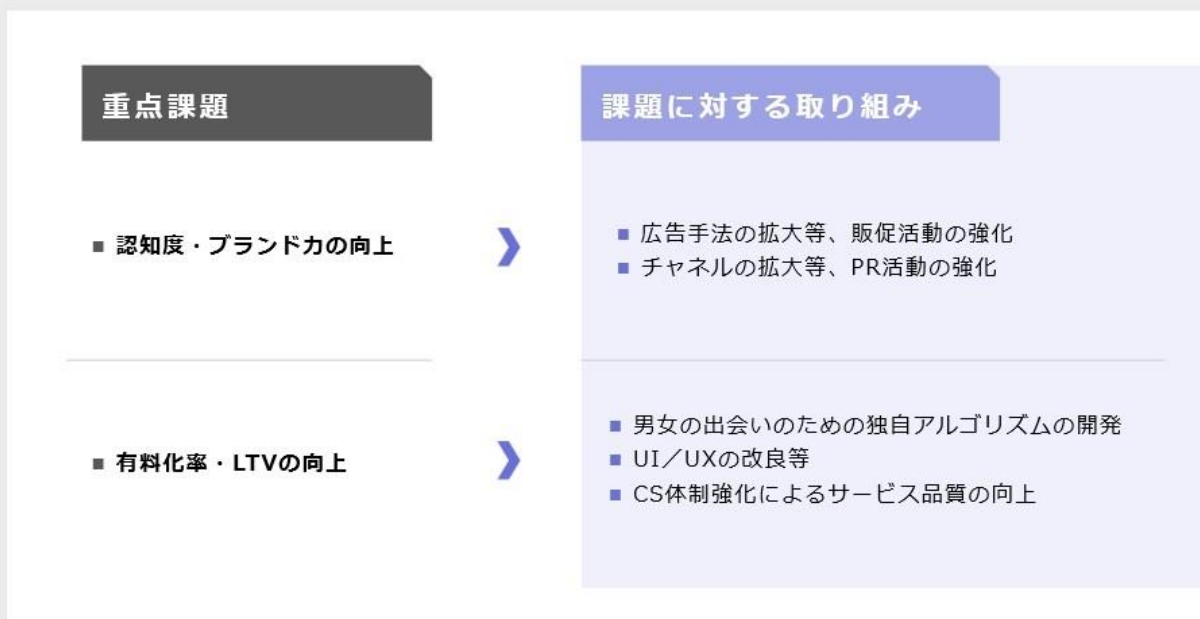 重点課題
課題に対する取り組み
■ 認知度・ブランド力の向上
■ 広告手法の拡大等、販促活動の強化
■ チャネルの拡大等、PR活動の強化
■ 有料化率・LTVの向上
■ 男女の出会いのための独自アルゴリズムの開発
■ UI／UXの改良等
■ CS体制強化によるサービス品質の向上